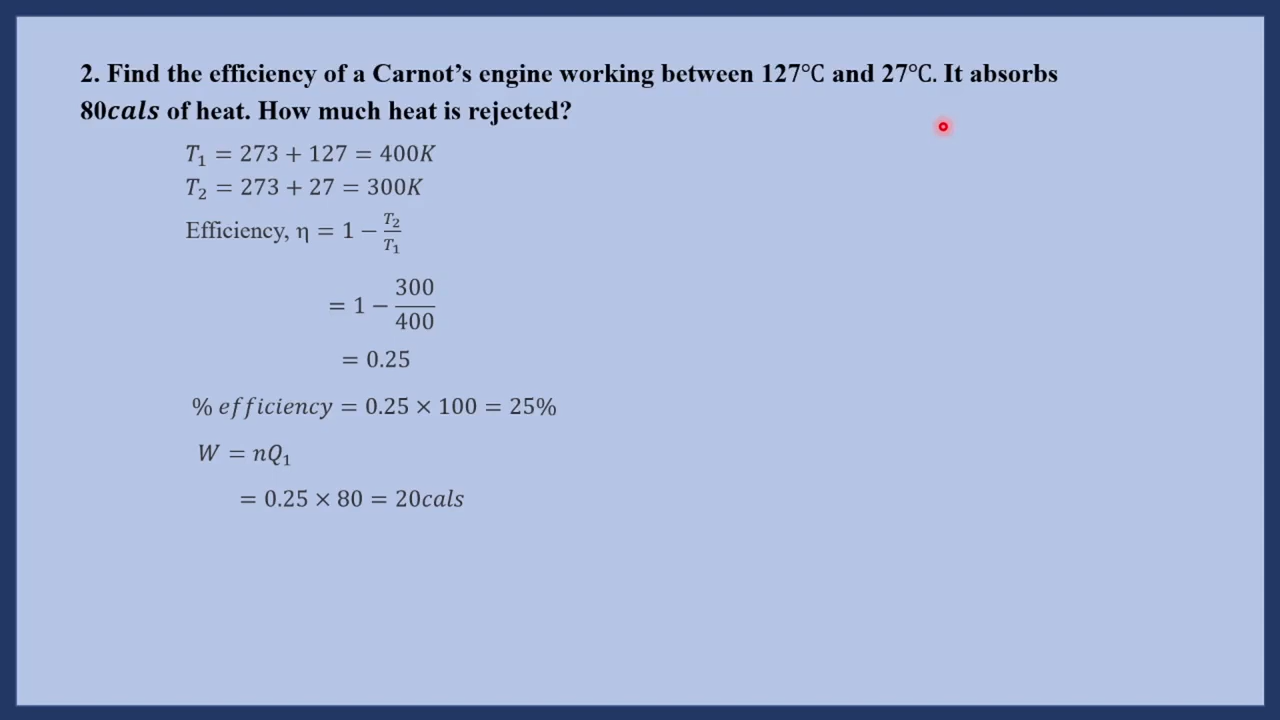 2. Find the efficiency of a Carnot's engine working between 127℃ and 27℃. It absorbs
80cals of heat. How much heat is rejected?
T₁ = 273 + 127 = 400K
T₂ = 273 + 27 = 300K
Efficiency, η = 1 − T₂/T₁
= 1 − 300/400
= 0.25
% efficiency = 0.25 × 100 = 25%
W = nQ₁
= 0.25 × 80 = 20cals